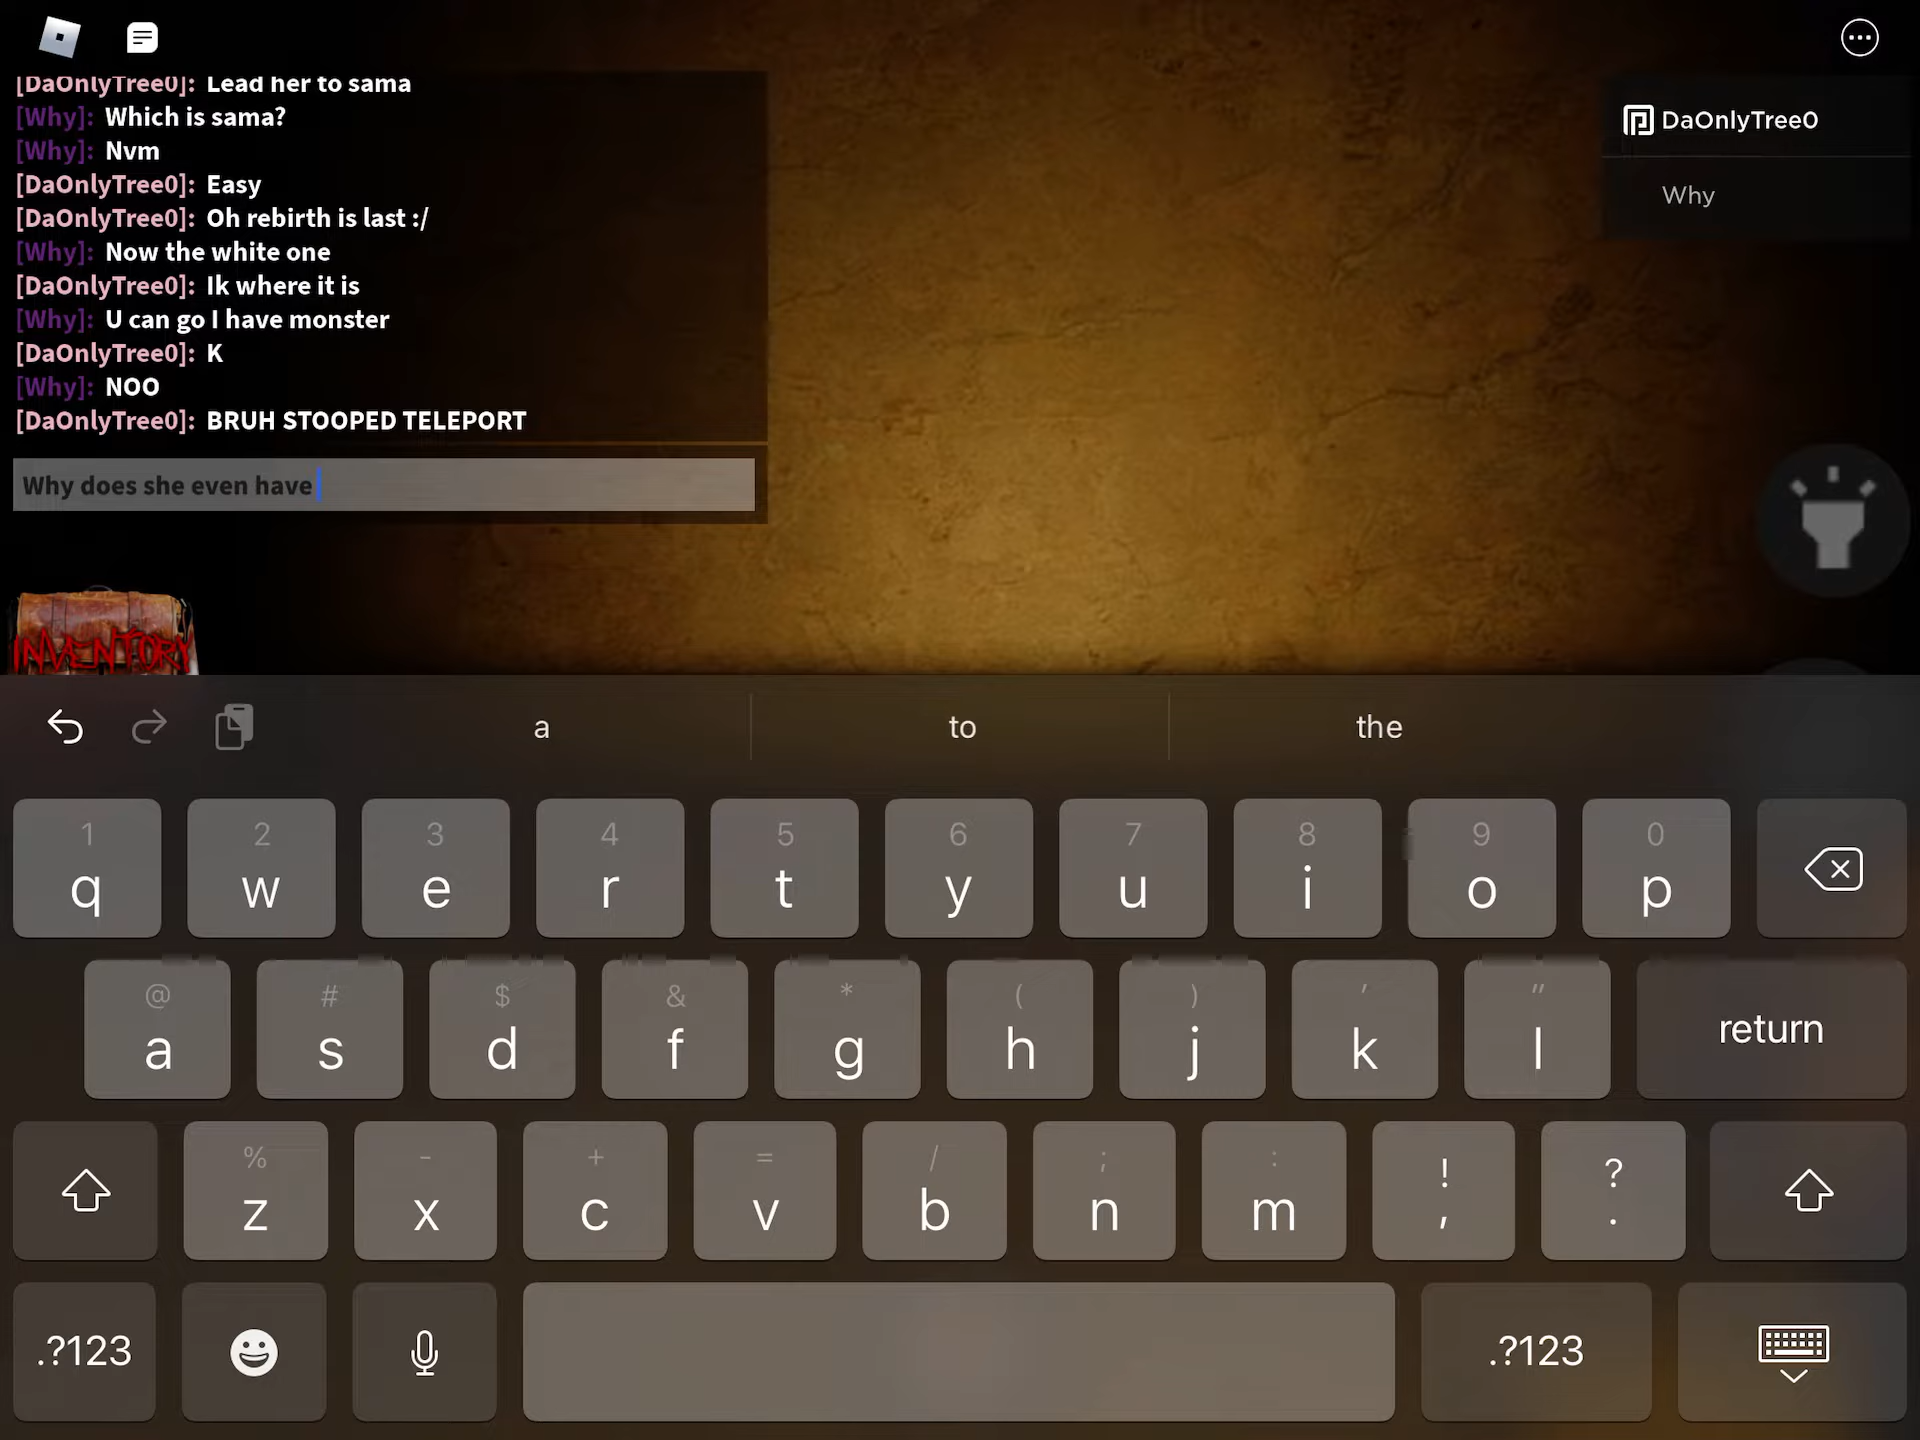 [DaOnlyTree0]: Lead her to sama
[Why]: Which is sama?
[Why]: Nvm
[DaOnlyTree0]: Easy
[DaOnlyTree0]: Oh rebirth is last :/
[Why]: Now the white one
[DaOnlyTree0]: Ik where it is
[Why]: U can go I have monster
[DaOnlyTree0]: K
[Why]: NOO
[DaOnlyTree0]: BRUH STOOPED TELEPORT
Why does she even have
DaOnlyTree0
Why
INVENTORY
a to the
1 2 3 4 5 6 7 8 9 0
q w e r t y u i o p
@ # $ & * ( ) ' "
a s d f g h j k l return
% - + = / ; : ! ?
z x c v b n m , .
.?123 .?123